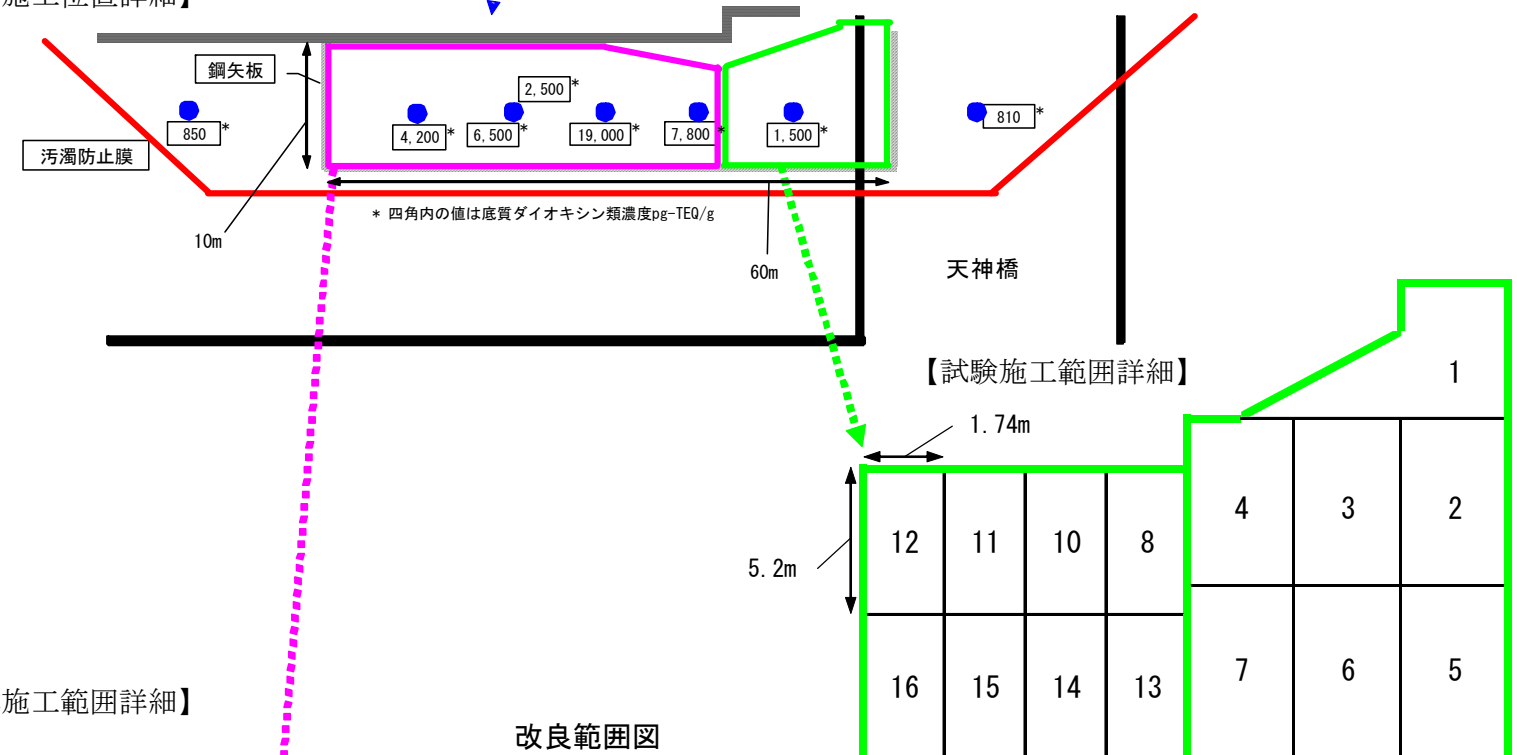 施工位置詳細】
鋼矢板
2,500*
850*
4,200*
6,500*
19,000*
7,800*
1,500*
810*
汚濁防止膜
* 四角内の値は底質ダイオキシン類濃度pg-TEQ/g
10m
60m
天神橋
【試験施工範囲詳細】
1
1.74m
4
3
2
12
11
10
8
5.2m
7
6
5
16
15
14
13
施工範囲詳細】
改良範囲図